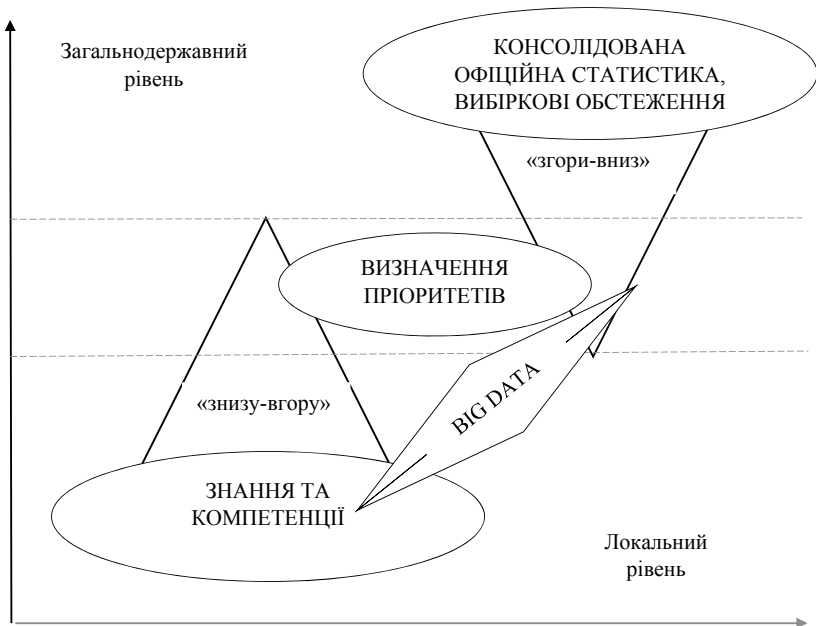 Загальнодержавний
рівень
КОНСОЛІДОВАНА
ОФІЦІЙНА СТАТИСТИКА,
ВИБІРКОВІ ОБСТЕЖЕННЯ
«згори-вниз»
ВИЗНАЧЕННЯ
ПРІОРИТЕТІВ
BIG DATA
«знизу-вгору»
ЗНАННЯ ТА
КОМПЕТЕНЦІЇ
Локальний
рівень